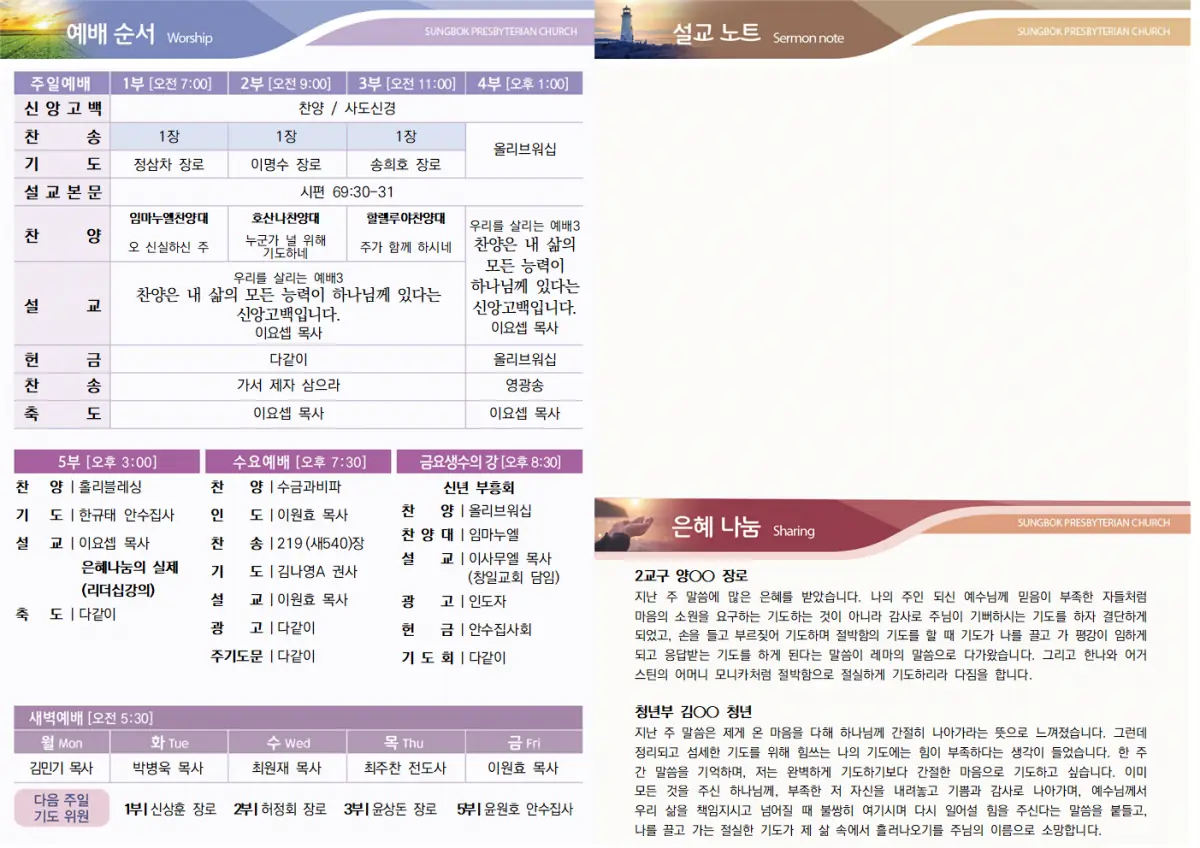 예배 순서 Worship
SUNGBOK PRESBYTERIAN CHURCH
주일예배 1부 [오전 7:00] 2부 [오전 9:00] 3부 [오전 11:00] 4부 [오후 1:00]
신앙고백 찬양 / 사도신경
찬 송 1장 1장 1장 올리브워십
기 도 정삼차 장로 이명수 장로 송희호 장로
설교본문 시편 69:30-31
찬 양 임마누엘찬양대 호산나찬양대 할렐루야찬양대
오 신실하신 주 누군가 널 위해 주가 함께 하시네
기도하네
우리를 살리는 예배3
찬양은 내 삶의
모든 능력이
하나님께 있다는
신앙고백입니다.
이요셉 목사
설 교 우리를 살리는 예배3
찬양은 내 삶의 모든 능력이 하나님께 있다는
신앙고백입니다.
이요셉 목사
헌 금 다같이 올리브워십
찬 송 가서 제자 삼으라 영광송
축 도 이요셉 목사 이요셉 목사
5부 [오후 3:00]
찬 양 | 홀리블레싱
기 도 | 한규태 안수집사
설 교 | 이요셉 목사
은혜나눔의 실제
(리더십강의)
축 도 | 다같이
수요예배 [오후 7:30]
찬 양 | 수금과비파
인 도 | 이원효 목사
찬 송 | 219(새540)장
기 도 | 김나영A 권사
설 교 | 이원효 목사
광 고 | 다같이
주기도문 | 다같이
금요생수의 강 [오후 8:30]
신년 부흥회
찬 양 | 올리브워십
찬 양 대 | 임마누엘
설 교 | 이사무엘 목사
(창일교회 담임)
광 고 | 인도자
헌 금 | 안수집사회
기 도 회 | 다같이
새벽예배 [오전 5:30]
월 Mon 화 Tue 수 Wed 목 Thu 금 Fri
김민기 목사 박병욱 목사 최원재 목사 최주찬 전도사 이원효 목사
다음 주일
기도 위원
1부| 신상훈 장로 2부| 허정회 장로 3부| 윤상돈 장로 5부| 윤원호 안수집사
설교 노트 Sermon note
SUNGBOK PRESBYTERIAN CHURCH
은혜 나눔 Sharing
SUNGBOK PRESBYTERIAN CHURCH
2교구 양○○ 장로
지난 주 말씀에 많은 은혜를 받았습니다. 나의 주인 되신 예수님께 믿음이 부족한 자들처럼
마음의 소원을 요구하는 기도하는 것이 아니라 감사로 주님이 기뻐하시는 기도를 하자 결단하게
되었고, 손을 들고 부르짖어 기도하며 절박함의 기도를 할 때 기도가 나를 끌고 가 평강이 임하게
되고 응답받는 기도를 하게 된다는 말씀이 레마의 말씀으로 다가왔습니다. 그리고 한나와 어거
스틴의 어머니 모니카처럼 절박함으로 절실하게 기도하리라 다짐을 합니다.
청년부 김○○ 청년
지난 주 말씀은 제게 온 마음을 다해 하나님께 간절히 나아가라는 뜻으로 느껴졌습니다. 그런데
정리되고 섬세한 기도를 위해 힘쓰는 나의 기도에는 힘이 부족하다는 생각이 들었습니다. 한 주
간 말씀을 기억하며, 저는 완벽하게 기도하기보다 간절한 마음으로 기도하고 싶습니다. 이미
모든 것을 주신 하나님께, 부족한 저 자신을 내려놓고 기쁨과 감사로 나아가며, 예수님께서
우리 삶을 책임지시고 넘어질 때 불쌍히 여기시며 다시 일어설 힘을 주신다는 말씀을 붙들고,
나를 끌고 가는 절실한 기도가 제 삶 속에서 흘러나오기를 주님의 이름으로 소망합니다.